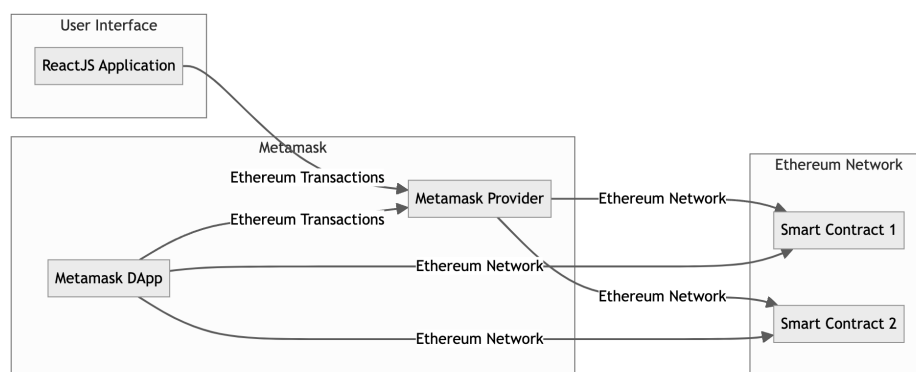 User Interface
ReactJS Application
Metamask
Ethereum Transactions
Metamask Provider
Ethereum Transactions
Metamask DApp
Ethereum Network
Ethereum Network
Ethereum Network
Ethereum Network
Ethereum Network
Smart Contract 1
Smart Contract 2